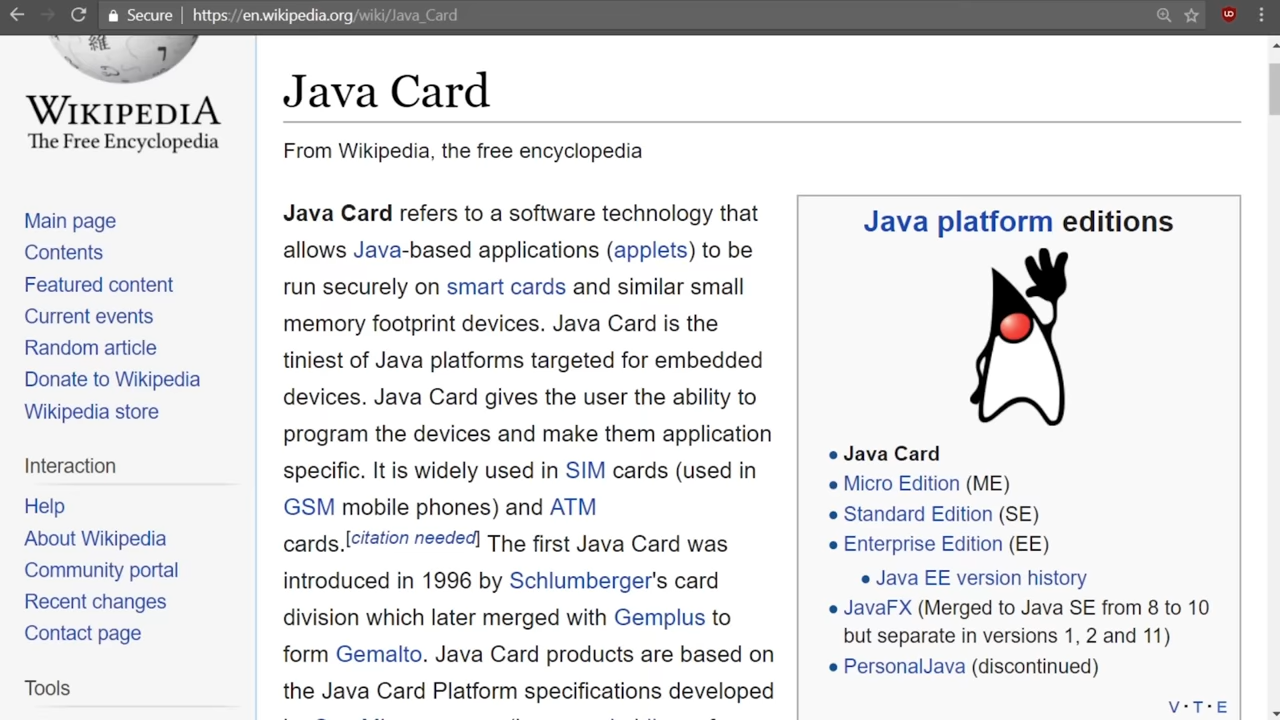 Secure https://en.wikipedia.org/wiki/Java_Card
維
WIKIPEDIA
The Free Encyclopedia
Main page
Contents
Featured content
Current events
Random article
Donate to Wikipedia
Wikipedia store
Interaction
Help
About Wikipedia
Community portal
Recent changes
Contact page
Tools
Java Card
From Wikipedia, the free encyclopedia
Java Card refers to a software technology that
allows Java-based applications (applets) to be
run securely on smart cards and similar small
memory footprint devices. Java Card is the
tiniest of Java platforms targeted for embedded
devices. Java Card gives the user the ability to
program the devices and make them application
specific. It is widely used in SIM cards (used in
GSM mobile phones) and ATM
cards.[citation needed] The first Java Card was
introduced in 1996 by Schlumberger's card
division which later merged with Gemplus to
form Gemalto. Java Card products are based on
the Java Card Platform specifications developed
Java platform editions
• Java Card
• Micro Edition (ME)
• Standard Edition (SE)
• Enterprise Edition (EE)
• Java EE version history
• JavaFX (Merged to Java SE from 8 to 10
but separate in versions 1, 2 and 11)
• PersonalJava (discontinued)
V · T · E